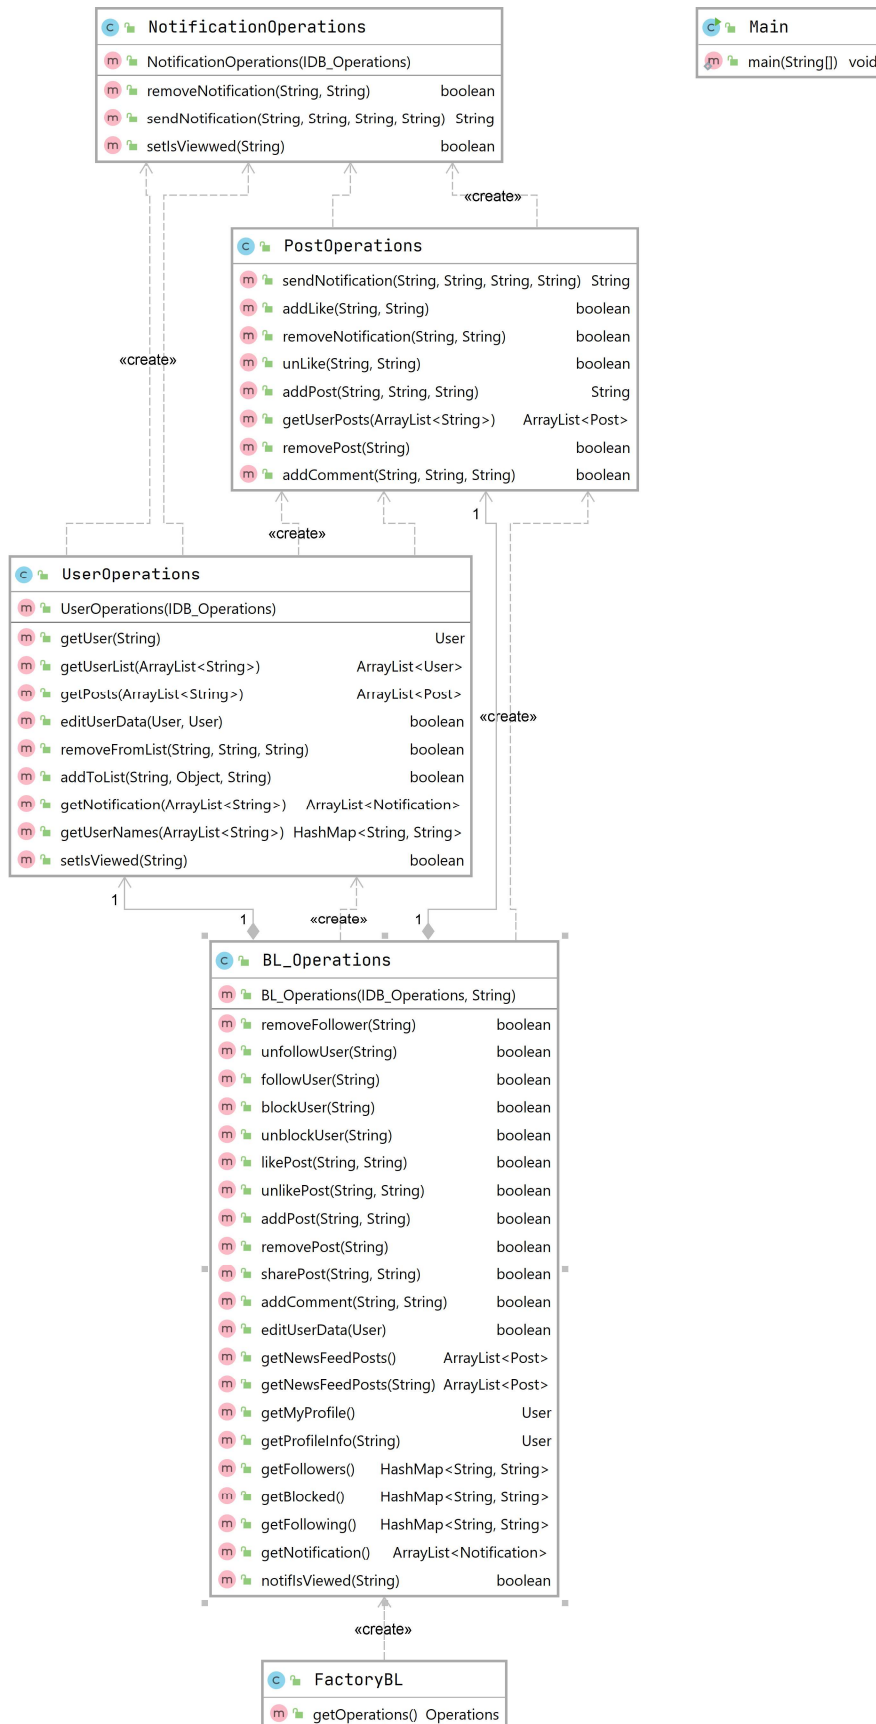 NotificationOperations
NotificationOperations(IDB_Operations)
removeNotification(String, String) boolean
sendNotification(String, String, String, String) String
setIsViewwed(String) boolean
Main
main(String[]) void
«create»
PostOperations
sendNotification(String, String, String, String) String
addLike(String, String) boolean
removeNotification(String, String) boolean
unLike(String, String) boolean
addPost(String, String, String) String
getUserPosts(ArrayList<String>) ArrayList<Post>
removePost(String) boolean
addComment(String, String, String) boolean
«create»
1
«create»
UserOperations
UserOperations(IDB_Operations)
getUser(String) User
getUserList(ArrayList<String>) ArrayList<User>
getPosts(ArrayList<String>) ArrayList<Post>
editUserData(User, User) boolean
removeFromList(String, String, String) boolean
addToList(String, Object, String) boolean
getNotification(ArrayList<String>) ArrayList<Notification>
getUserNames(ArrayList<String>) HashMap<String, String>
setIsViewed(String) boolean
«create»
1
1 «create» 1
BL_Operations
BL_Operations(IDB_Operations, String)
removeFollower(String) boolean
unfollowUser(String) boolean
followUser(String) boolean
blockUser(String) boolean
unblockUser(String) boolean
likePost(String, String) boolean
unlikePost(String, String) boolean
addPost(String, String) boolean
removePost(String) boolean
sharePost(String, String) boolean
addComment(String, String) boolean
editUserData(User) boolean
getNewsFeedPosts() ArrayList<Post>
getNewsFeedPosts(String) ArrayList<Post>
getMyProfile() User
getProfileInfo(String) User
getFollowers() HashMap<String, String>
getBlocked() HashMap<String, String>
getFollowing() HashMap<String, String>
getNotification() ArrayList<Notification>
notifIsViewed(String) boolean
«create»
FactoryBL
getOperations() Operations